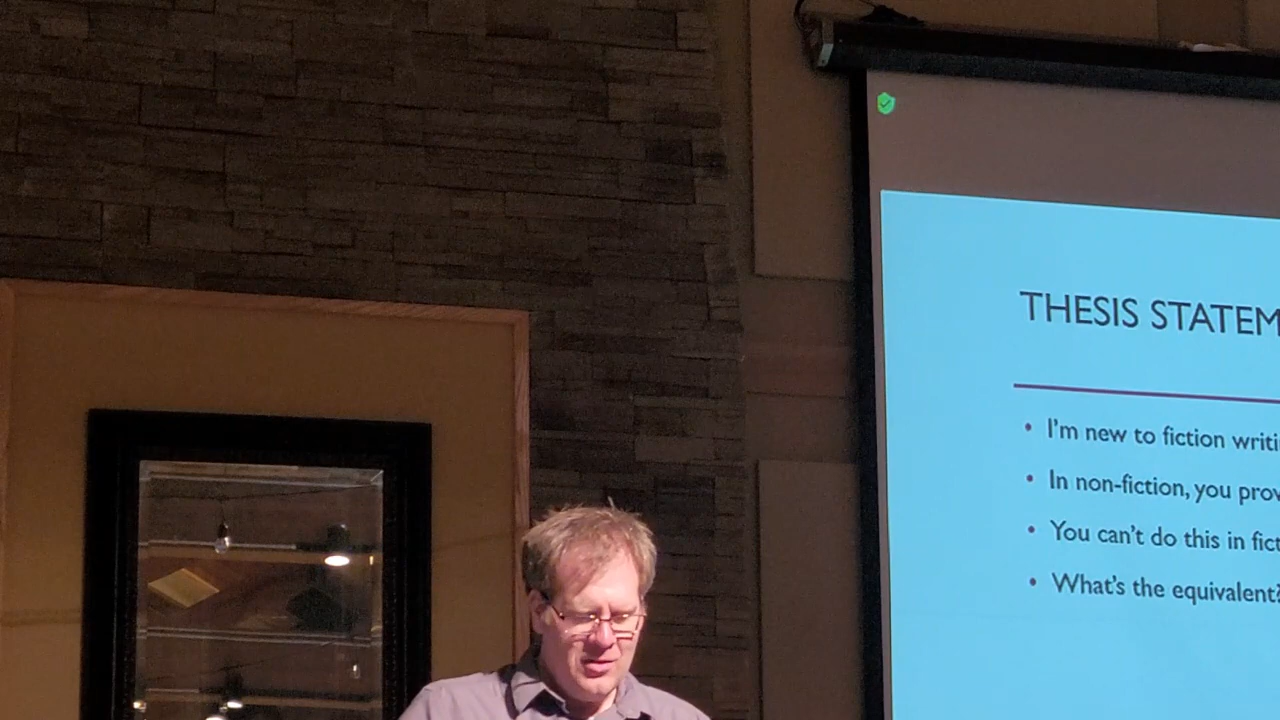 THESIS STATEM
I'm new to fiction writi
In non-fiction, you prov
You can't do this in fict
What's the equivalent?